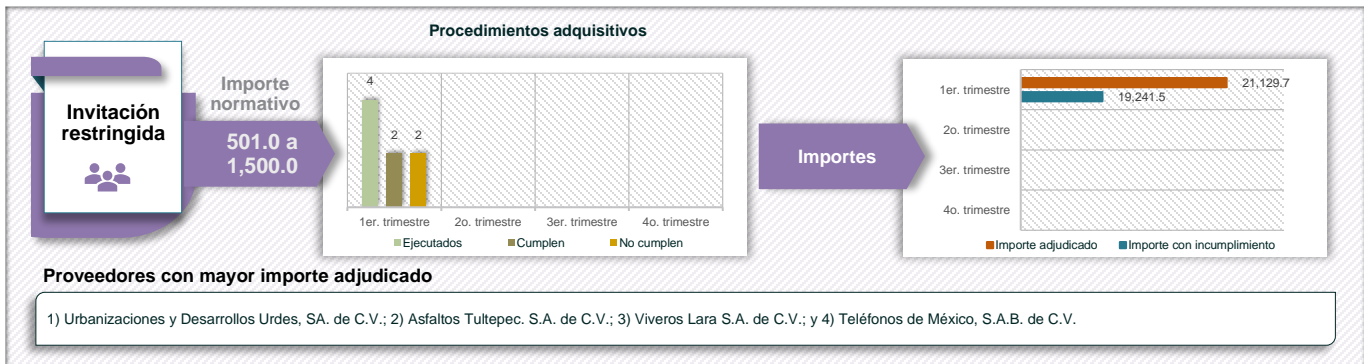 Procedimientos adquisitivos
Invitación
restringida
Importe
normativo
501.0 a
1,500.0
4
2
2
1er. trimestre
2o. trimestre
3er. trimestre
4o. trimestre
Ejecutados
Cumplen
No cumplen
Importes
1er. trimestre
21,129.7
19,241.5
2o. trimestre
3er. trimestre
4o. trimestre
Importe adjudicado
Importe con incumplimiento
Proveedores con mayor importe adjudicado
1) Urbanizaciones y Desarrollos Urdes, SA. de C.V.; 2) Asfaltos Tultepec. S.A. de C.V.; 3) Viveros Lara S.A. de C.V.; y 4) Teléfonos de México, S.A.B. de C.V.